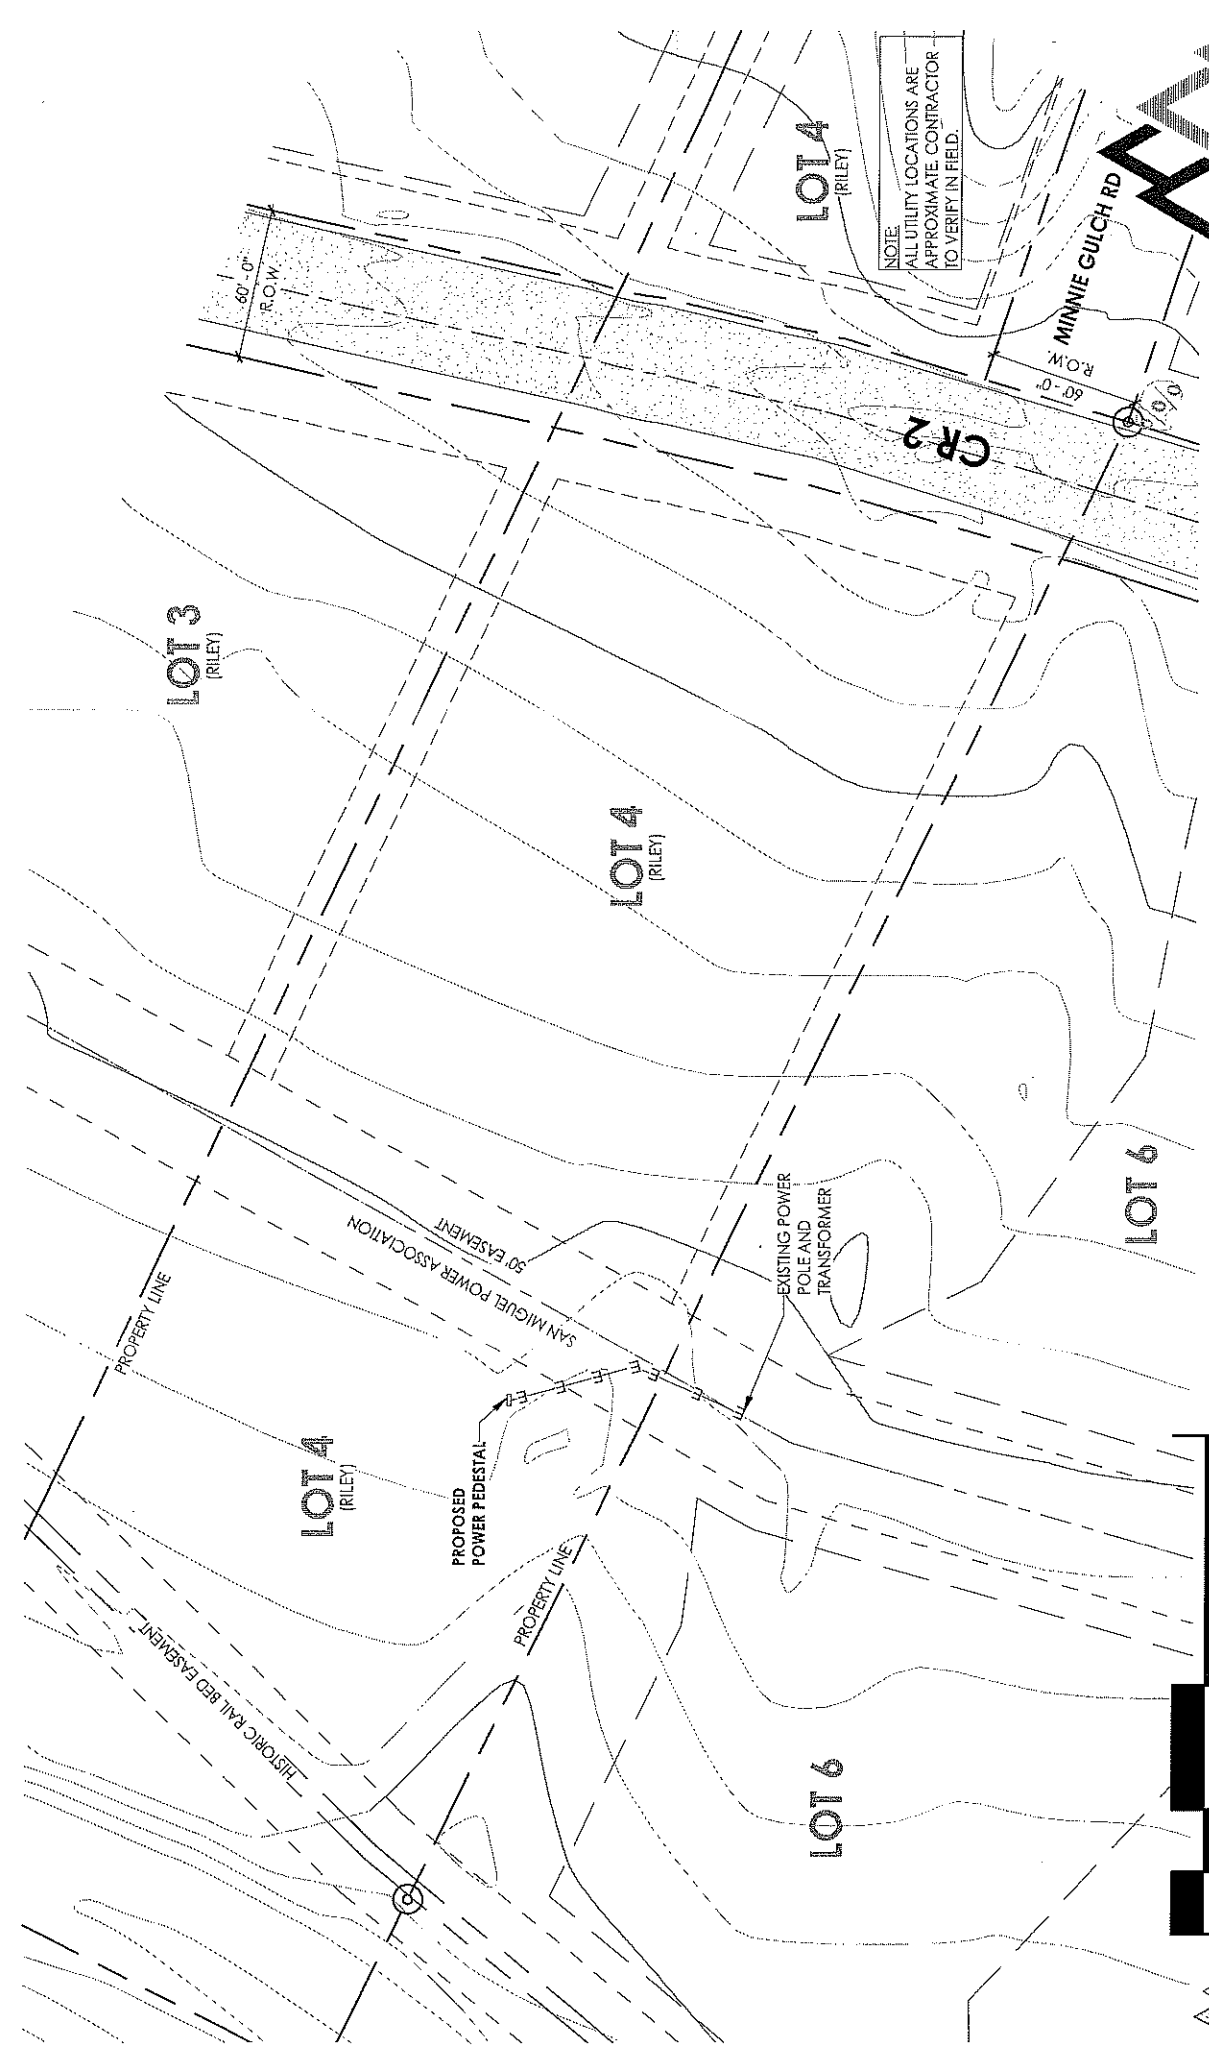 LOT 3
(RILEY)
60' - 0"
R.O.W.
LOT 4
(RILEY)
NOTE:
ALL UTILITY LOCATIONS ARE
APPROXIMATE. CONTRACTOR
TO VERIFY IN FIELD.
MINNIE GULCH RD
60' - 0"
R.O.W.
CR 2
LOT 4
(RILEY)
PROPERTY LINE
SAN MIGUEL POWER ASSOCIATION
50' EASEMENT
EXISTING POWER
POLE AND
TRANSFORMER
LOT 6
LOT 4
(RILEY)
PROPOSED
POWER PEDESTAL
E
E
E
E
E
E
E
PROPERTY LINE
HISTORIC RAIL BED EASEMENT
LOT 6